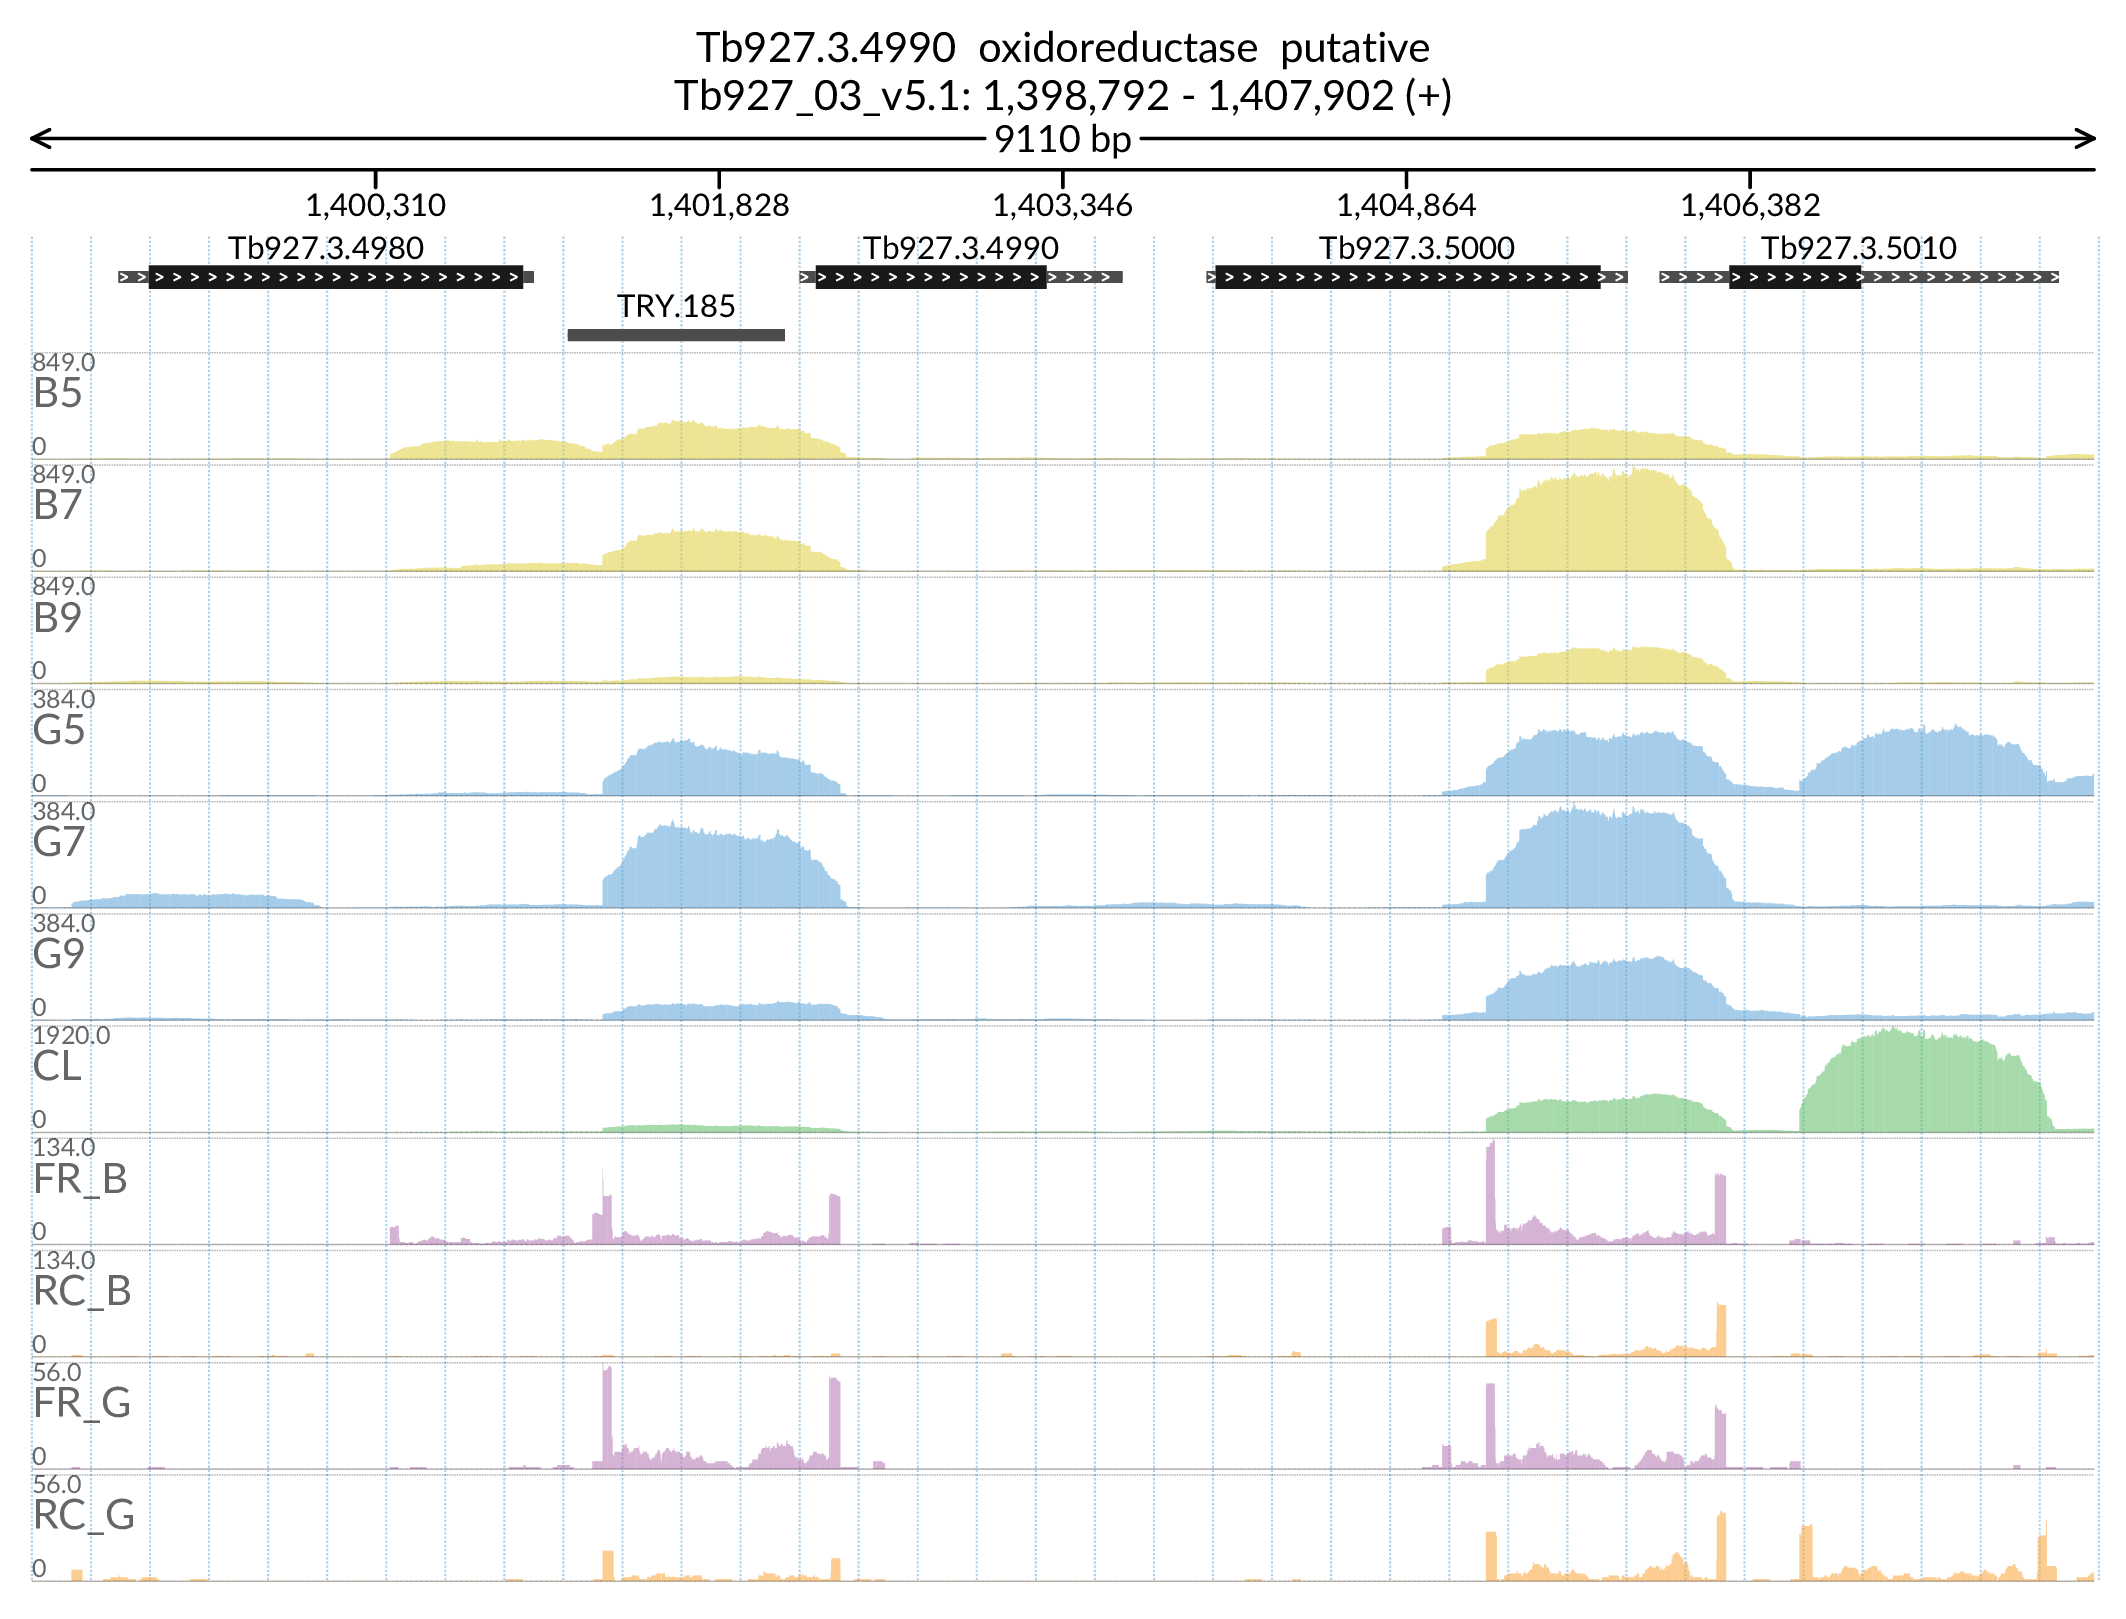 Tb927.3.4990 oxidoreductase putative
Tb927_03_v5.1: 1,398,792 - 1,407,902 (+)
9110 bp
1,400,310 1,401,828 1,403,346 1,404,864 1,406,382
Tb927.3.4980 Tb927.3.4990 Tb927.3.5000 Tb927.3.5010
TRY.185
849.0
B5
0
849.0
B7
0
849.0
B9
0
384.0
G5
0
384.0
G7
0
384.0
G9
0
1920.0
CL
0
134.0
FR_B
0
134.0
RC_B
0
56.0
FR_G
0
56.0
RC_G
0